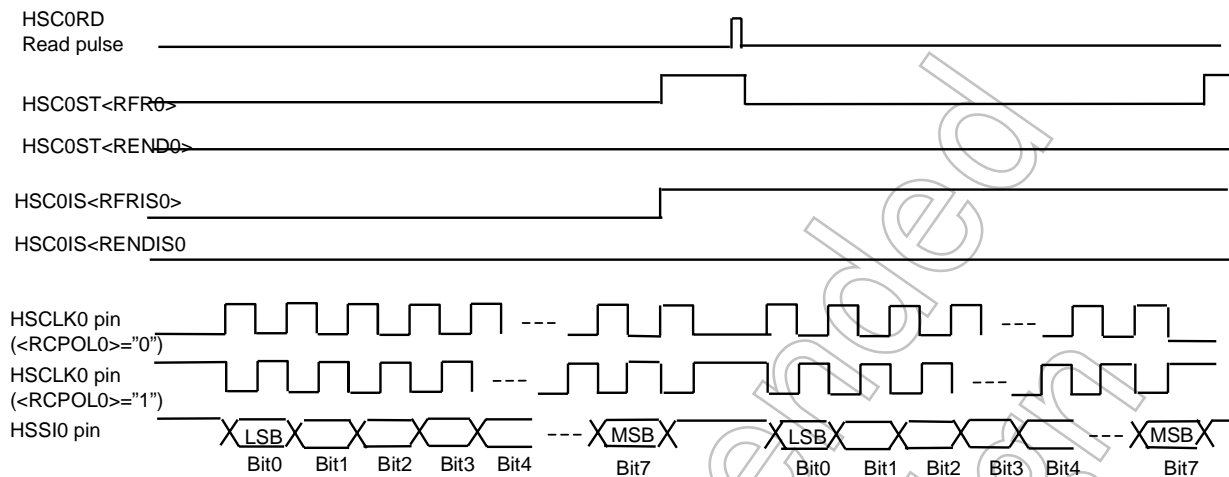 HSC0RD
Read pulse
HSC0ST<RFR0>
HSC0ST<REND0>
HSC0IS<RFRIS0>
HSC0IS<RENDIS0
HSCLK0 pin
(<RCPOL0>="0")
HSCLK0 pin
(<RCPOL0>="1")
HSSI0 pin
LSB MSB LSB MSB
Bit0 Bit1 Bit2 Bit3 Bit4 Bit7 Bit0 Bit1 Bit2 Bit3 Bit4 Bit7